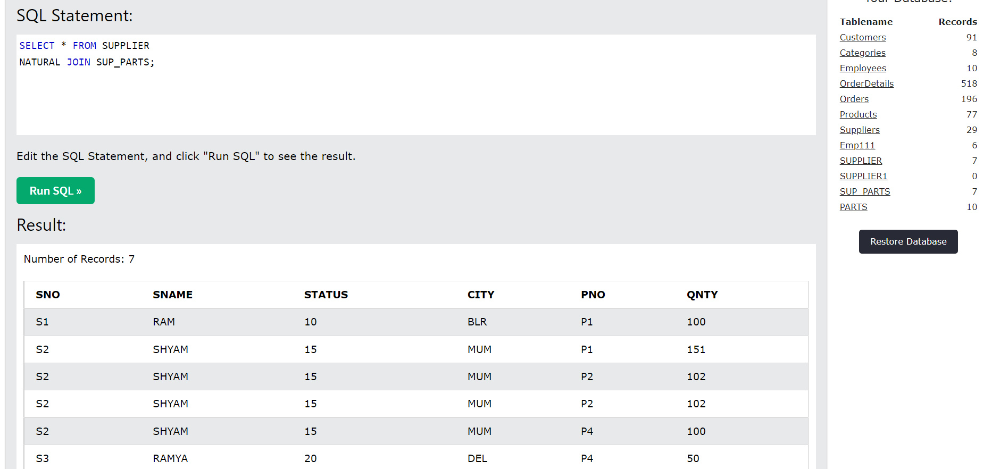 SQL Statement:
SELECT * FROM SUPPLIER
NATURAL JOIN SUP_PARTS;
Edit the SQL Statement, and click "Run SQL" to see the result.
Run SQL »
Result:
Number of Records: 7
SNO SNAME STATUS CITY PNO QNTY
S1 RAM 10 BLR P1 100
S2 SHYAM 15 MUM P1 151
S2 SHYAM 15 MUM P2 102
S2 SHYAM 15 MUM P2 102
S2 SHYAM 15 MUM P4 100
S3 RAMYA 20 DEL P4 50
Your Database:
Tablename Records
Customers 91
Categories 8
Employees 10
OrderDetails 518
Orders 196
Products 77
Suppliers 29
Emp111 6
SUPPLIER 7
SUPPLIER1 0
SUP_PARTS 7
PARTS 10
Restore Database